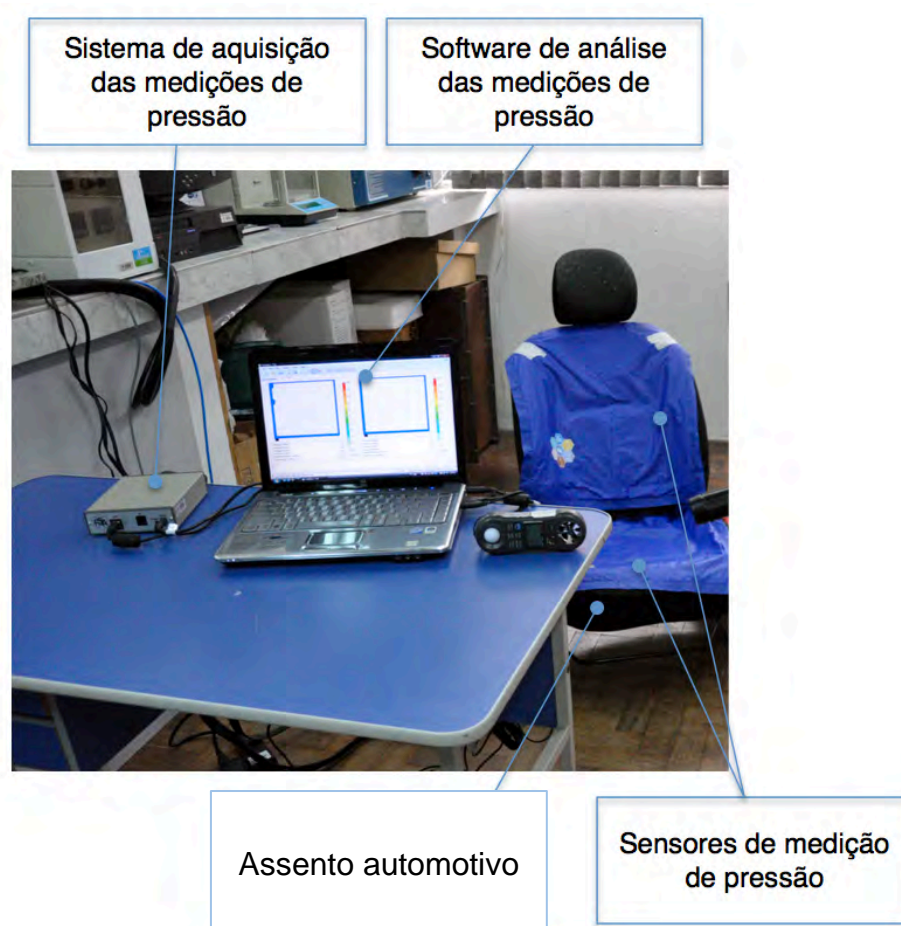 Sistema de aquisição
das medições de
pressão
Software de análise
das medições de
pressão
Assento automotivo
Sensores de medição
de pressão